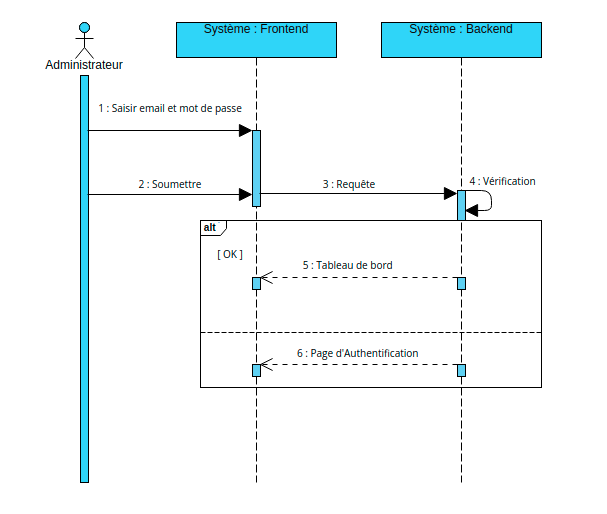 Système : Frontend
Système : Backend
Administrateur
1 : Saisir email et mot de passe
2 : Soumettre
3 : Requête
4 : Vérification
alt
[ OK ]
5 : Tableau de bord
6 : Page d'Authentification